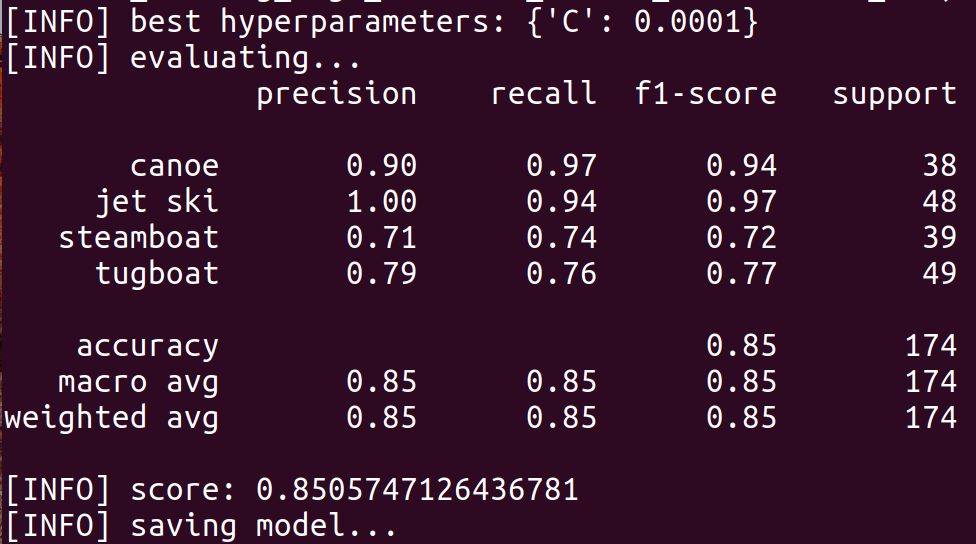 [INFO] best hyperparameters: {'C': 0.0001}
[INFO] evaluating...
precision recall f1-score support
canoe 0.90 0.97 0.94 38
jet ski 1.00 0.94 0.97 48
steamboat 0.71 0.74 0.72 39
tugboat 0.79 0.76 0.77 49
accuracy 0.85 174
macro avg 0.85 0.85 0.85 174
weighted avg 0.85 0.85 0.85 174
[INFO] score: 0.8505747126436781
[INFO] saving model...